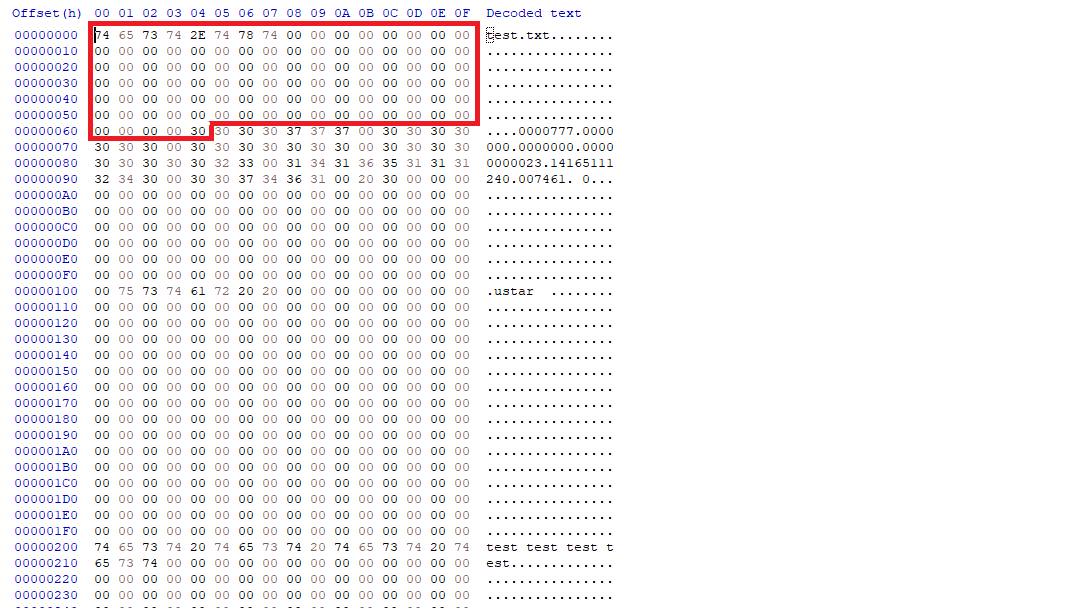 Offset(h) 00 01 02 03 04 05 06 07 08 09 0A 0B 0C 0D 0E 0F Decoded text
00000000 74 65 73 74 2E 74 78 74 00 00 00 00 00 00 00 00 test.txt........
00000010 00 00 00 00 00 00 00 00 00 00 00 00 00 00 00 00 ................
00000020 00 00 00 00 00 00 00 00 00 00 00 00 00 00 00 00 ................
00000030 00 00 00 00 00 00 00 00 00 00 00 00 00 00 00 00 ................
00000040 00 00 00 00 00 00 00 00 00 00 00 00 00 00 00 00 ................
00000050 00 00 00 00 00 00 00 00 00 00 00 00 00 00 00 00 ................
00000060 00 00 00 00 30 30 30 30 37 37 37 00 30 30 30 30 ....0000777.0000
00000070 30 30 30 00 30 30 30 30 30 30 30 00 30 30 30 30 000.0000000.0000
00000080 30 30 30 30 30 32 33 00 31 34 31 36 35 31 31 31 0000023.14165111
00000090 32 34 30 00 30 30 37 34 36 31 00 20 30 00 00 00 240.007461. 0...
000000A0 00 00 00 00 00 00 00 00 00 00 00 00 00 00 00 00 ................
000000B0 00 00 00 00 00 00 00 00 00 00 00 00 00 00 00 00 ................
000000C0 00 00 00 00 00 00 00 00 00 00 00 00 00 00 00 00 ................
000000D0 00 00 00 00 00 00 00 00 00 00 00 00 00 00 00 00 ................
000000E0 00 00 00 00 00 00 00 00 00 00 00 00 00 00 00 00 ................
000000F0 00 00 00 00 00 00 00 00 00 00 00 00 00 00 00 00 ................
00000100 00 75 73 74 61 72 20 20 00 00 00 00 00 00 00 00 .ustar  ........
00000110 00 00 00 00 00 00 00 00 00 00 00 00 00 00 00 00 ................
00000120 00 00 00 00 00 00 00 00 00 00 00 00 00 00 00 00 ................
00000130 00 00 00 00 00 00 00 00 00 00 00 00 00 00 00 00 ................
00000140 00 00 00 00 00 00 00 00 00 00 00 00 00 00 00 00 ................
00000150 00 00 00 00 00 00 00 00 00 00 00 00 00 00 00 00 ................
00000160 00 00 00 00 00 00 00 00 00 00 00 00 00 00 00 00 ................
00000170 00 00 00 00 00 00 00 00 00 00 00 00 00 00 00 00 ................
00000180 00 00 00 00 00 00 00 00 00 00 00 00 00 00 00 00 ................
00000190 00 00 00 00 00 00 00 00 00 00 00 00 00 00 00 00 ................
000001A0 00 00 00 00 00 00 00 00 00 00 00 00 00 00 00 00 ................
000001B0 00 00 00 00 00 00 00 00 00 00 00 00 00 00 00 00 ................
000001C0 00 00 00 00 00 00 00 00 00 00 00 00 00 00 00 00 ................
000001D0 00 00 00 00 00 00 00 00 00 00 00 00 00 00 00 00 ................
000001E0 00 00 00 00 00 00 00 00 00 00 00 00 00 00 00 00 ................
000001F0 00 00 00 00 00 00 00 00 00 00 00 00 00 00 00 00 ................
00000200 74 65 73 74 20 74 65 73 74 20 74 65 73 74 20 74 test test test t
00000210 65 73 74 00 00 00 00 00 00 00 00 00 00 00 00 00 est.............
00000220 00 00 00 00 00 00 00 00 00 00 00 00 00 00 00 00 ................
00000230 00 00 00 00 00 00 00 00 00 00 00 00 00 00 00 00 ................